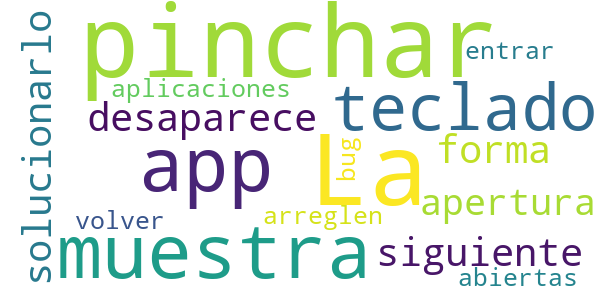 pinchar
entrar
aplicaciones
solucionarlo
desaparece
teclado
app
La
bug
forma
apertura
arreglen
volver
muestra
siguiente
abiertas